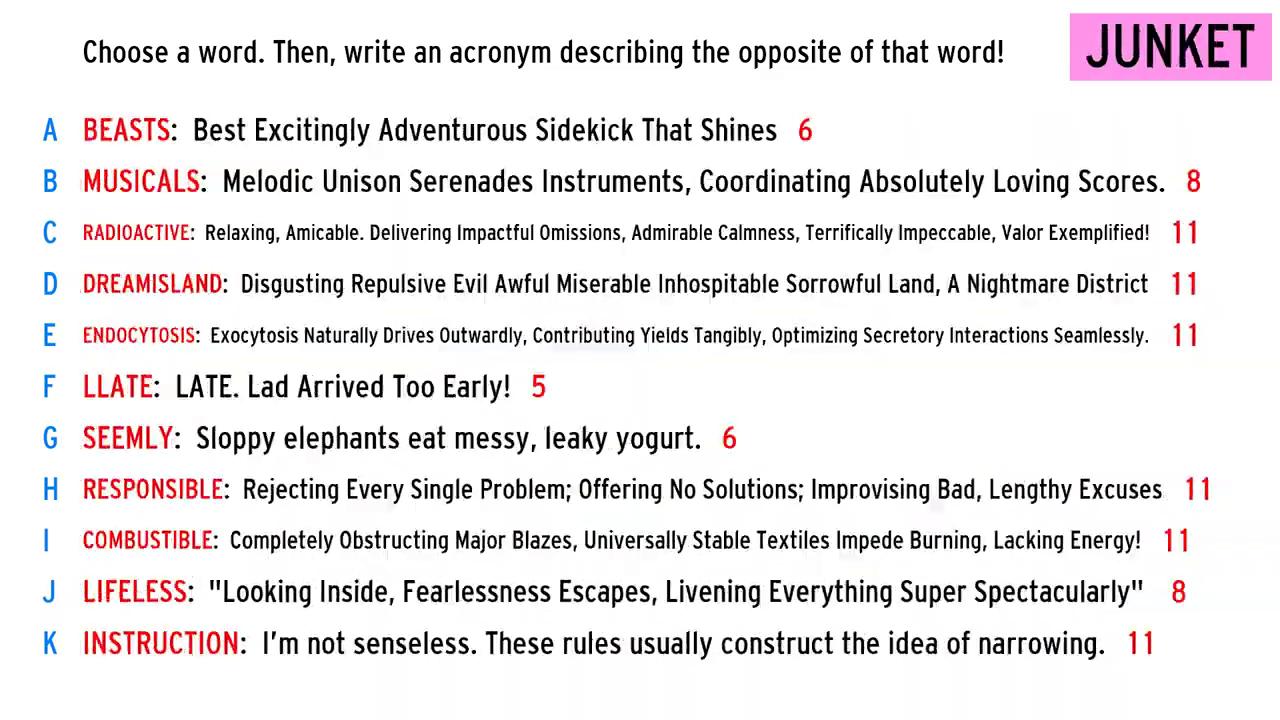 Choose a word. Then, write an acronym describing the opposite of that word!
JUNKET
A BEASTS: Best Excitingly Adventurous Sidekick That Shines 6
B MUSICALS: Melodic Unison Serenades Instruments, Coordinating Absolutely Loving Scores. 8
C RADIOACTIVE: Relaxing, Amicable. Delivering Impactful Omissions, Admirable Calmness, Terrifically Impeccable, Valor Exemplified! 11
D DREAMISLAND: Disgusting Repulsive Evil Awful Miserable Inhospitable Sorrowful Land, A Nightmare District 11
E ENDOCYTOSIS: Exocytosis Naturally Drives Outwardly, Contributing Yields Tangibly, Optimizing Secretory Interactions Seamlessly. 11
F LLATE: LATE. Lad Arrived Too Early! 5
G SEEMLY: Sloppy elephants eat messy, leaky yogurt. 6
H RESPONSIBLE: Rejecting Every Single Problem; Offering No Solutions; Improvising Bad, Lengthy Excuses 11
I COMBUSTIBLE: Completely Obstructing Major Blazes, Universally Stable Textiles Impede Burning, Lacking Energy! 11
J LIFELESS: "Looking Inside, Fearlessness Escapes, Livening Everything Super Spectacularly" 8
K INSTRUCTION: I'm not senseless. These rules usually construct the idea of narrowing. 11